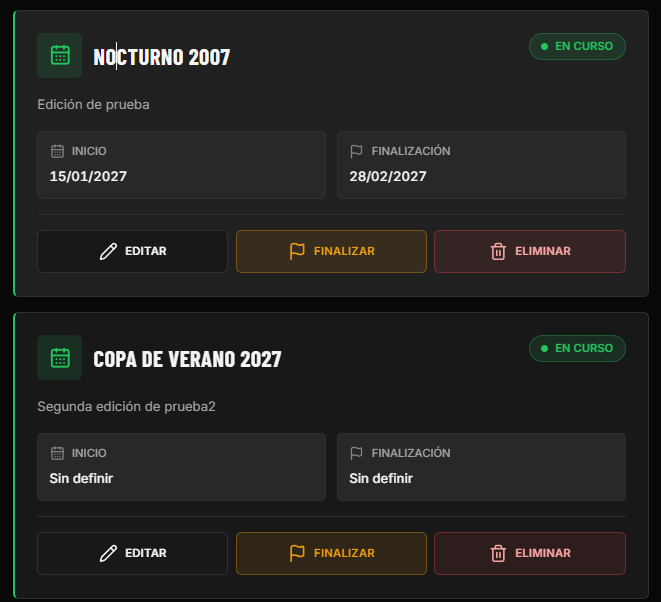 NOCTURNO 2007
EN CURSO
Edición de prueba
INICIO
FINALIZACIÓN
15/01/2027
28/02/2027
EDITAR
FINALIZAR
ELIMINAR
COPA DE VERANO 2027
EN CURSO
Segunda edición de prueba2
INICIO
FINALIZACIÓN
Sin definir
Sin definir
EDITAR
FINALIZAR
ELIMINAR